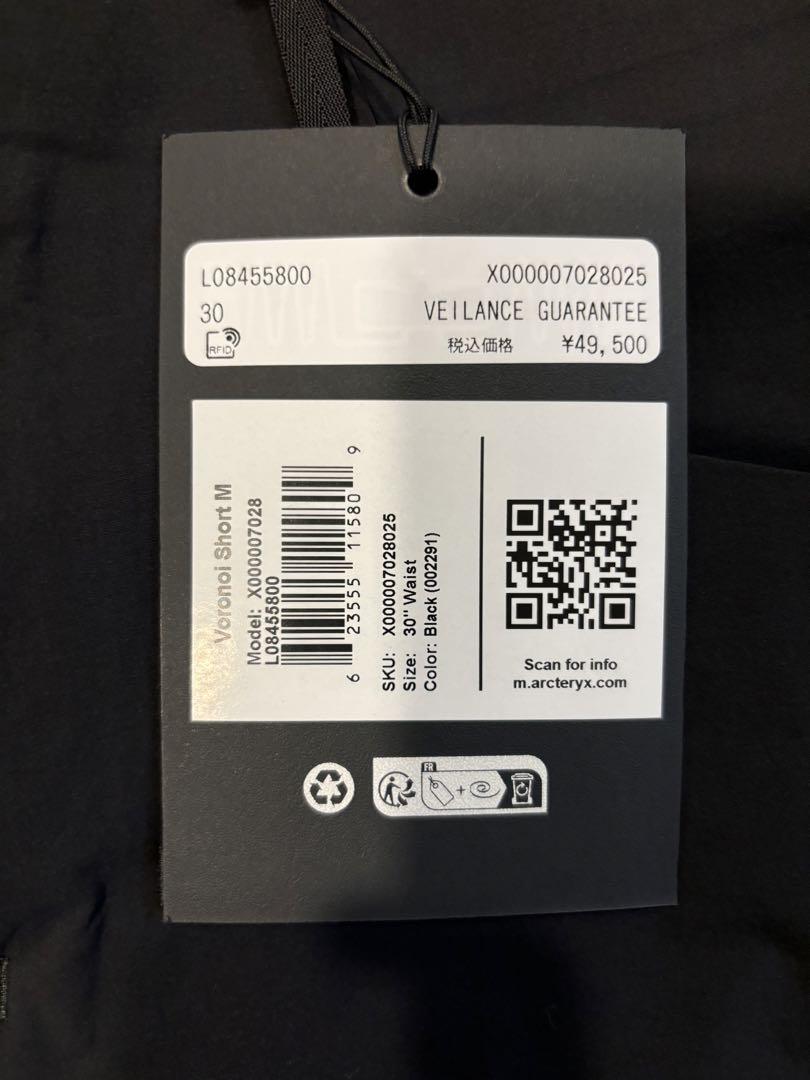 L08455800
X000007028025
30
VEILANCE GUARANTEE
RFID
税込価格 ¥49,500
Voronoi Short M
Model: X000007028
L08455800
6 23555 11580 9
SKU: X000007028025
Size: 30" Waist
Color: Black (002291)
Scan for info
m.arcteryx.com
FR